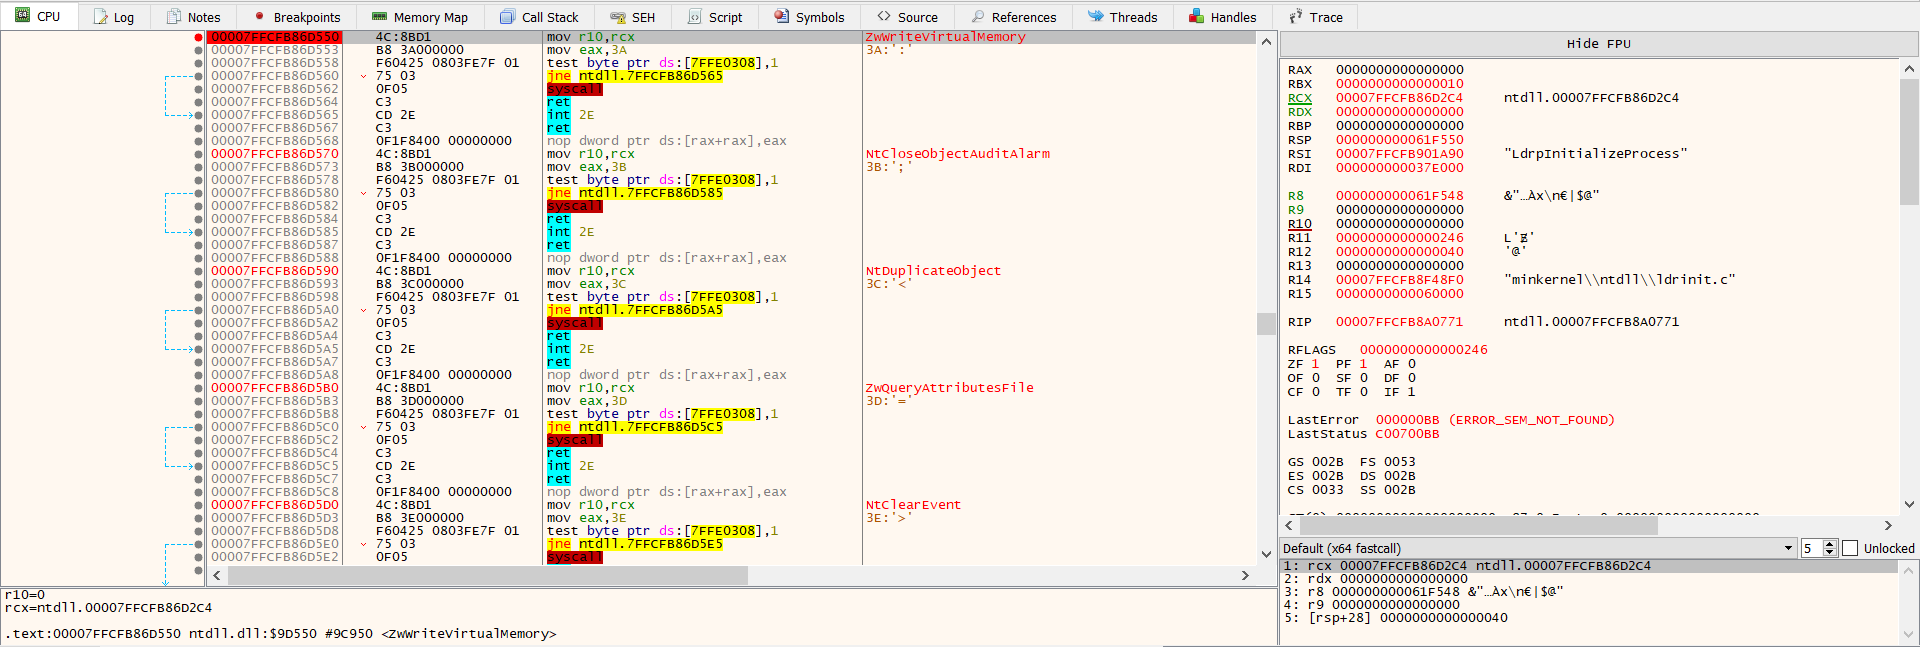 CPU Log Notes Breakpoints Memory Map Call Stack SEH Script Symbols Source References Threads Handles Trace
00007FFCFB86D550 4C:8BD1 mov r10,rcx ZwWriteVirtualMemory
00007FFCFB86D553 B8 3A000000 mov eax,3A 3A:':'
00007FFCFB86D558 F60425 0803FE7F 01 test byte ptr ds:[7FFE0308],1
00007FFCFB86D560 75 03 jne ntdll.7FFCFB86D565
00007FFCFB86D562 0F05 syscall
00007FFCFB86D564 C3 ret
00007FFCFB86D565 CD 2E int 2E
00007FFCFB86D567 C3 ret
00007FFCFB86D568 0F1F8400 00000000 nop dword ptr ds:[rax+rax],eax
00007FFCFB86D570 4C:8BD1 mov r10,rcx NtCloseObjectAuditAlarm
00007FFCFB86D573 B8 3B000000 mov eax,3B 3B:';'
00007FFCFB86D578 F60425 0803FE7F 01 test byte ptr ds:[7FFE0308],1
00007FFCFB86D580 75 03 jne ntdll.7FFCFB86D585
00007FFCFB86D582 0F05 syscall
00007FFCFB86D584 C3 ret
00007FFCFB86D585 CD 2E int 2E
00007FFCFB86D587 C3 ret
00007FFCFB86D588 0F1F8400 00000000 nop dword ptr ds:[rax+rax],eax
00007FFCFB86D590 4C:8BD1 mov r10,rcx NtDuplicateObject
00007FFCFB86D593 B8 3C000000 mov eax,3C 3C:'<'
00007FFCFB86D598 F60425 0803FE7F 01 test byte ptr ds:[7FFE0308],1
00007FFCFB86D5A0 75 03 jne ntdll.7FFCFB86D5A5
00007FFCFB86D5A2 0F05 syscall
00007FFCFB86D5A4 C3 ret
00007FFCFB86D5A5 CD 2E int 2E
00007FFCFB86D5A7 C3 ret
00007FFCFB86D5A8 0F1F8400 00000000 nop dword ptr ds:[rax+rax],eax
00007FFCFB86D5B0 4C:8BD1 mov r10,rcx ZwQueryAttributesFile
00007FFCFB86D5B3 B8 3D000000 mov eax,3D 3D:'='
00007FFCFB86D5B8 F60425 0803FE7F 01 test byte ptr ds:[7FFE0308],1
00007FFCFB86D5C0 75 03 jne ntdll.7FFCFB86D5C5
00007FFCFB86D5C2 0F05 syscall
00007FFCFB86D5C4 C3 ret
00007FFCFB86D5C5 CD 2E int 2E
00007FFCFB86D5C7 C3 ret
00007FFCFB86D5C8 0F1F8400 00000000 nop dword ptr ds:[rax+rax],eax
00007FFCFB86D5D0 4C:8BD1 mov r10,rcx NtClearEvent
00007FFCFB86D5D3 B8 3E000000 mov eax,3E 3E:'>'
00007FFCFB86D5D8 F60425 0803FE7F 01 test byte ptr ds:[7FFE0308],1
00007FFCFB86D5E0 75 03 jne ntdll.7FFCFB86D5E5
00007FFCFB86D5E2 0F05 syscall
r10=0
rcx=ntdll.00007FFCFB86D2C4
.text:00007FFCFB86D550 ntdll.dll:$9D550 #9C950 <ZwWriteVirtualMemory>
Hide FPU
RAX 0000000000000000
RBX 0000000000000010
RCX 00007FFCFB86D2C4 ntdll.00007FFCFB86D2C4
RDX 0000000000000000
RBP 0000000000000000
RSP 000000000061F550
RSI 00007FFCFB901A90 "LdrpInitializeProcess"
RDI 000000000037E000
R8 000000000061F548 &"…Àx\n€|$@"
R9 0000000000000000
R10 0000000000000000
R11 0000000000000246
R12 0000000000000040 '@'
R13 0000000000000000
R14 00007FFCFB8F48F0 "minkernel\\ntdll\\ldrinit.c"
R15 0000000000060000
RIP 00007FFCFB8A0771 ntdll.00007FFCFB8A0771
RFLAGS 0000000000000246
ZF 1 PF 1 AF 0
OF 0 SF 0 DF 0
CF 0 TF 0 IF 1
LastError 000000BB (ERROR_SEM_NOT_FOUND)
LastStatus C00700BB
GS 002B FS 0053
ES 002B DS 002B
CS 0033 SS 002B
Default (x64 fastcall) 5 Unlocked
1: rcx 00007FFCFB86D2C4 ntdll.00007FFCFB86D2C4
2: rdx 0000000000000000
3: r8 000000000061F548 &"…Àx\n€|$@"
4: r9 0000000000000000
5: [rsp+28] 0000000000000040